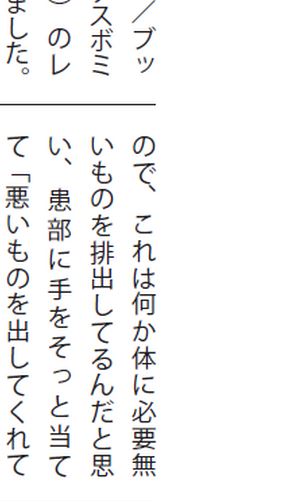 ／ブッ
スボミ
）のレ
ました。
ので、これは何か体に必要無
いものを排出してるんだと思
い、患部に手をそっと当て
て「悪いものを出してくれて